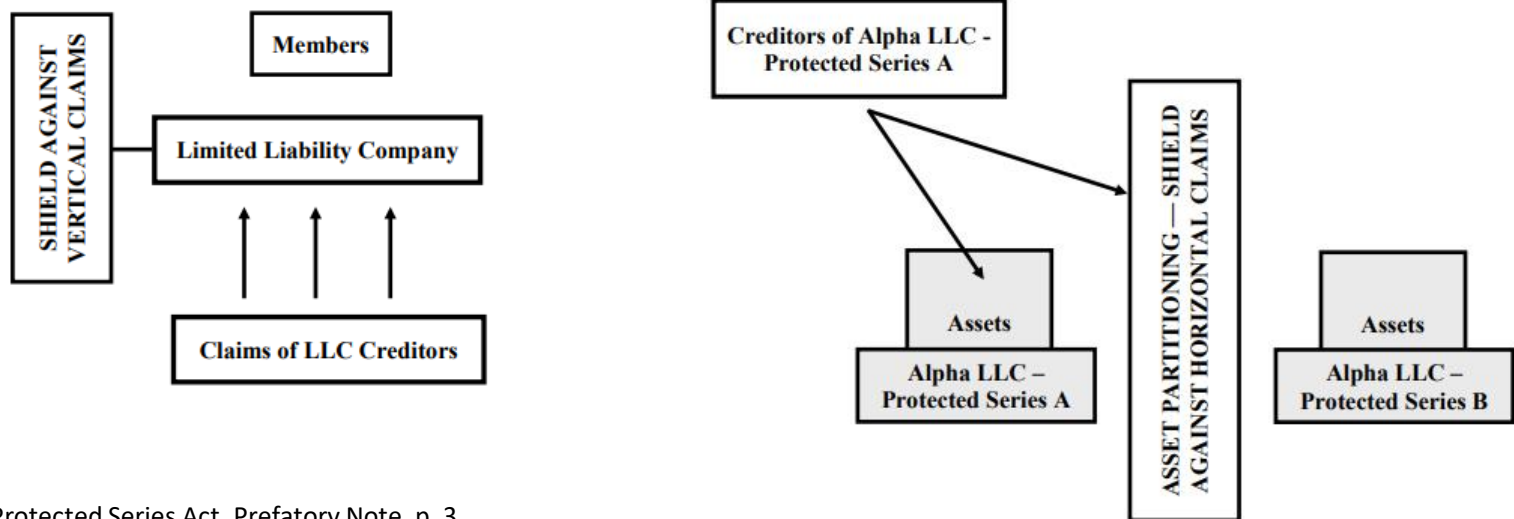 SHIELD AGAINST
VERTICAL CLAIMS
Members
Limited Liability Company
Claims of LLC Creditors
Creditors of Alpha LLC -
Protected Series A
Assets
Alpha LLC –
Protected Series A
ASSET PARTITIONING — SHIELD
AGAINST HORIZONTAL CLAIMS
Assets
Alpha LLC –
Protected Series B
Protected Series Act, Prefatory Note, p. 3